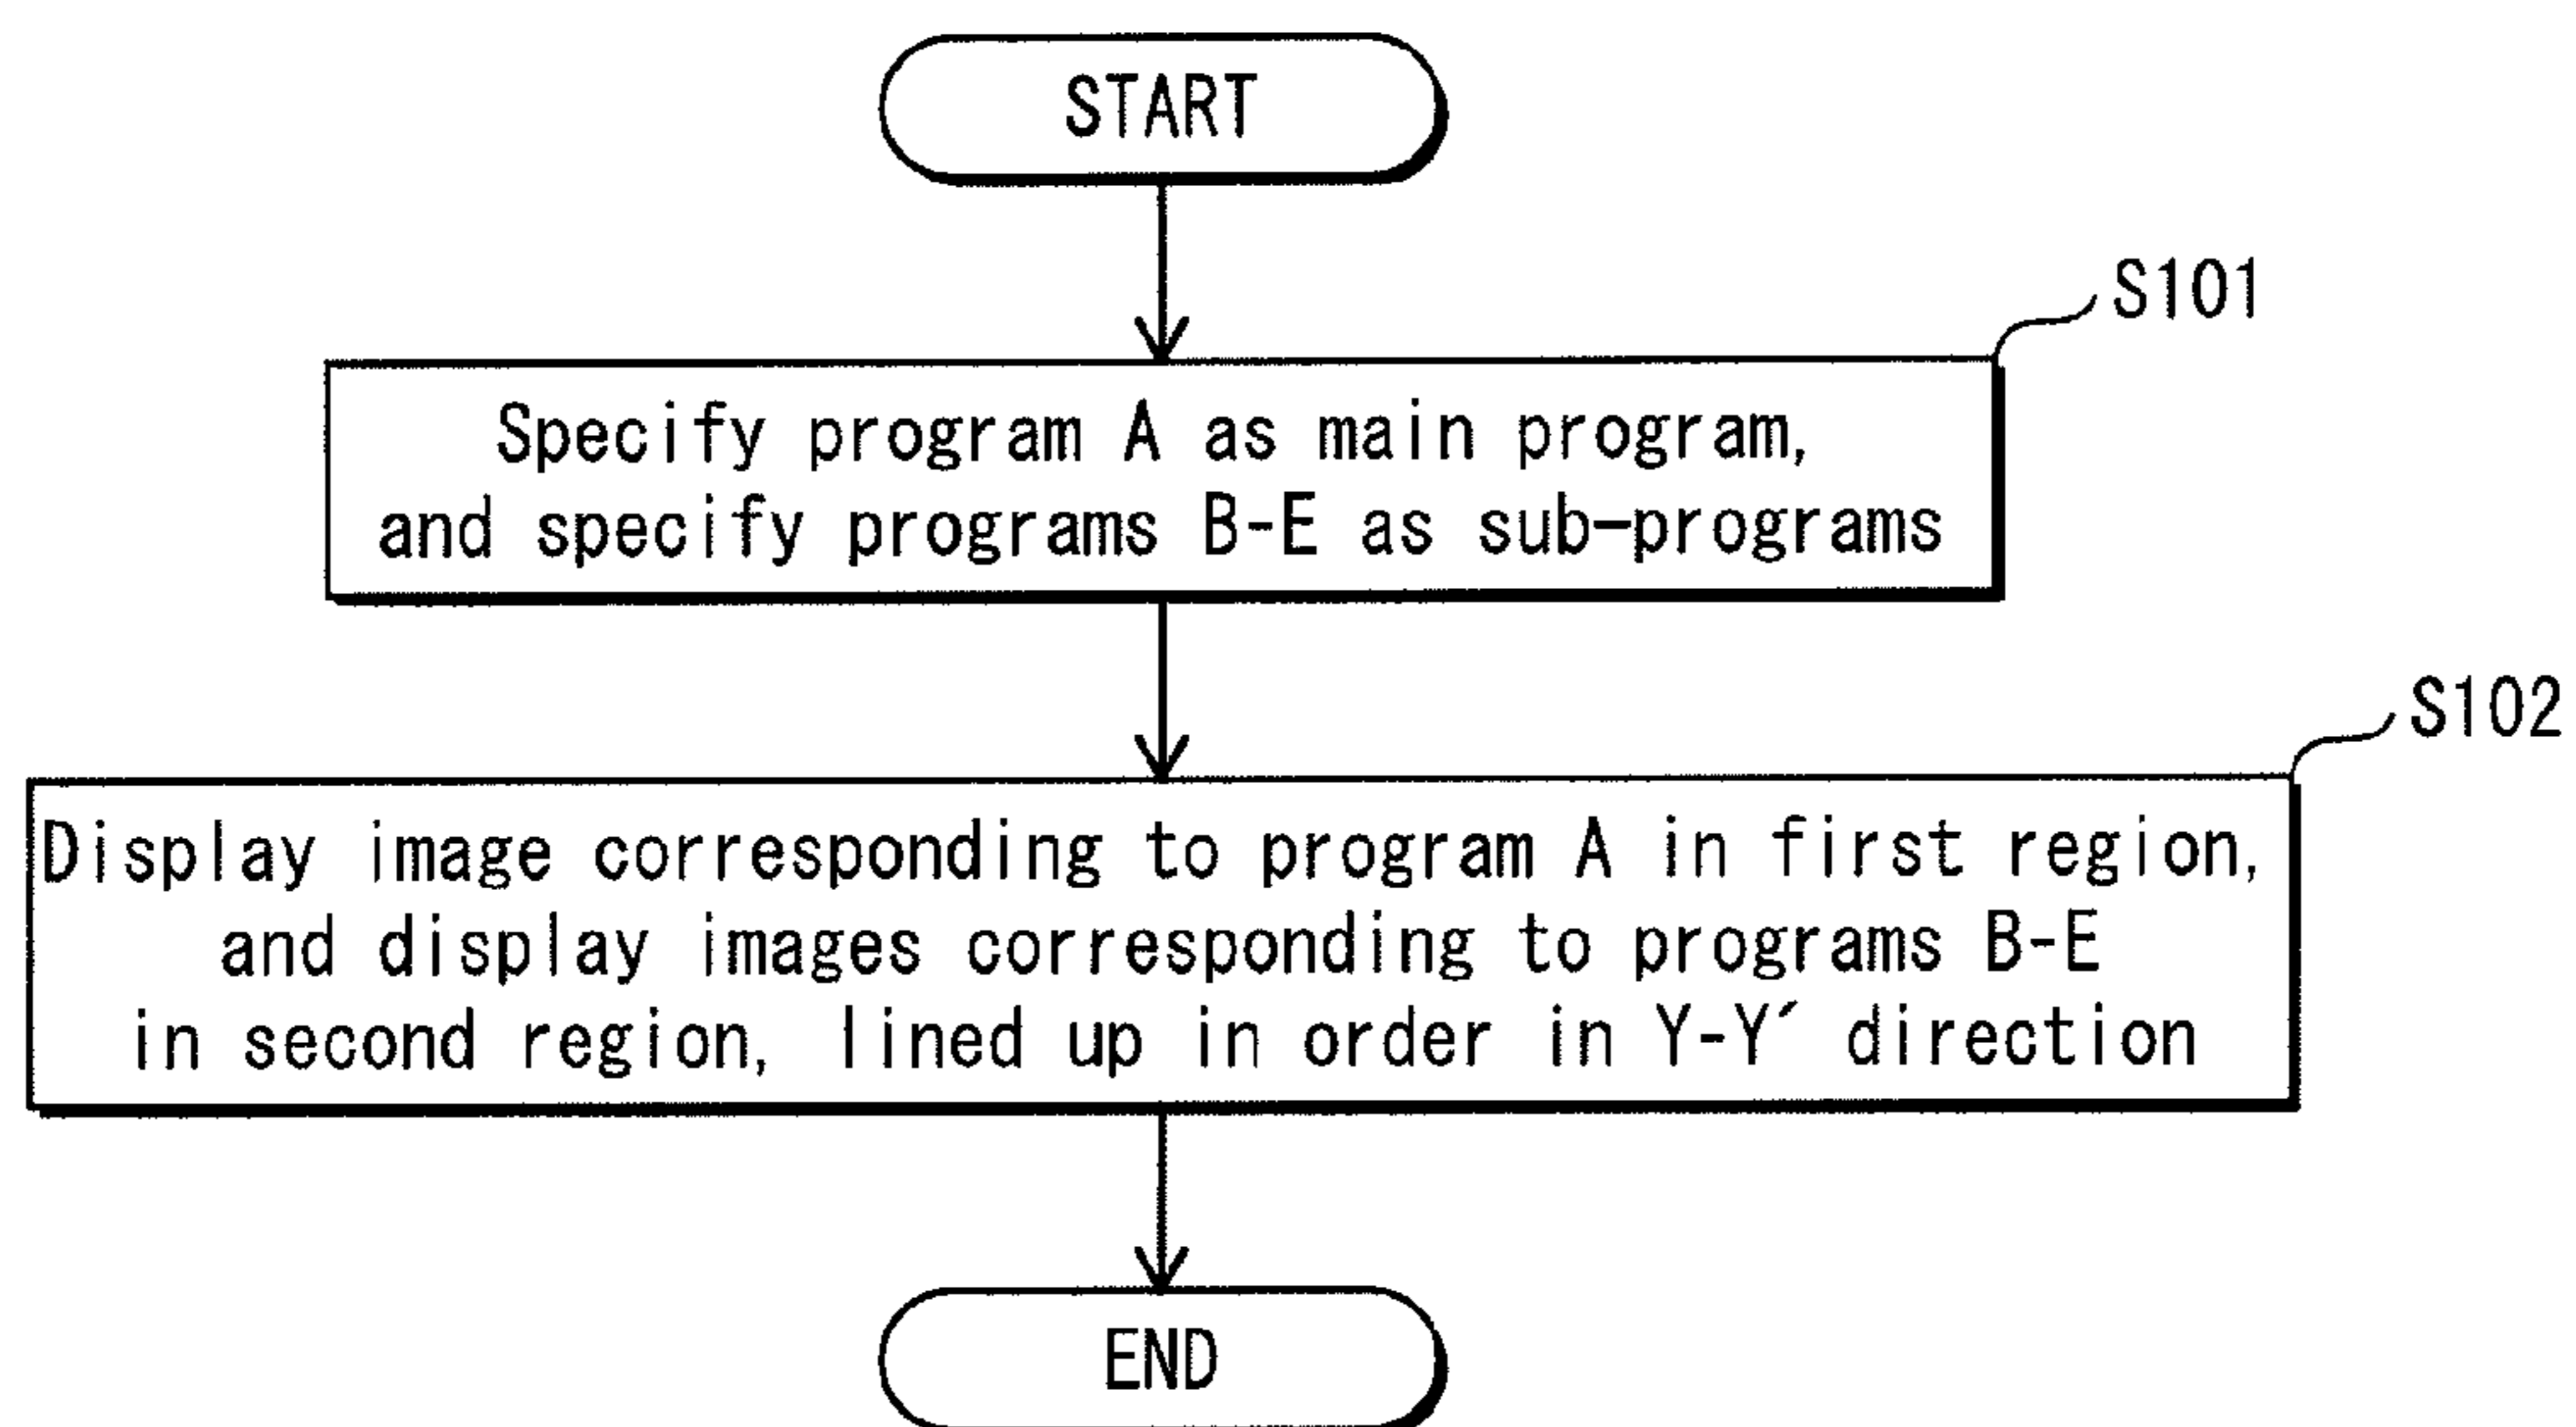 START
S101
Specify program A as main program,
and specify programs B-E as sub-programs
S102
Display image corresponding to program A in first region,
and display images corresponding to programs B-E
in second region, lined up in order in Y-Y´ direction
END